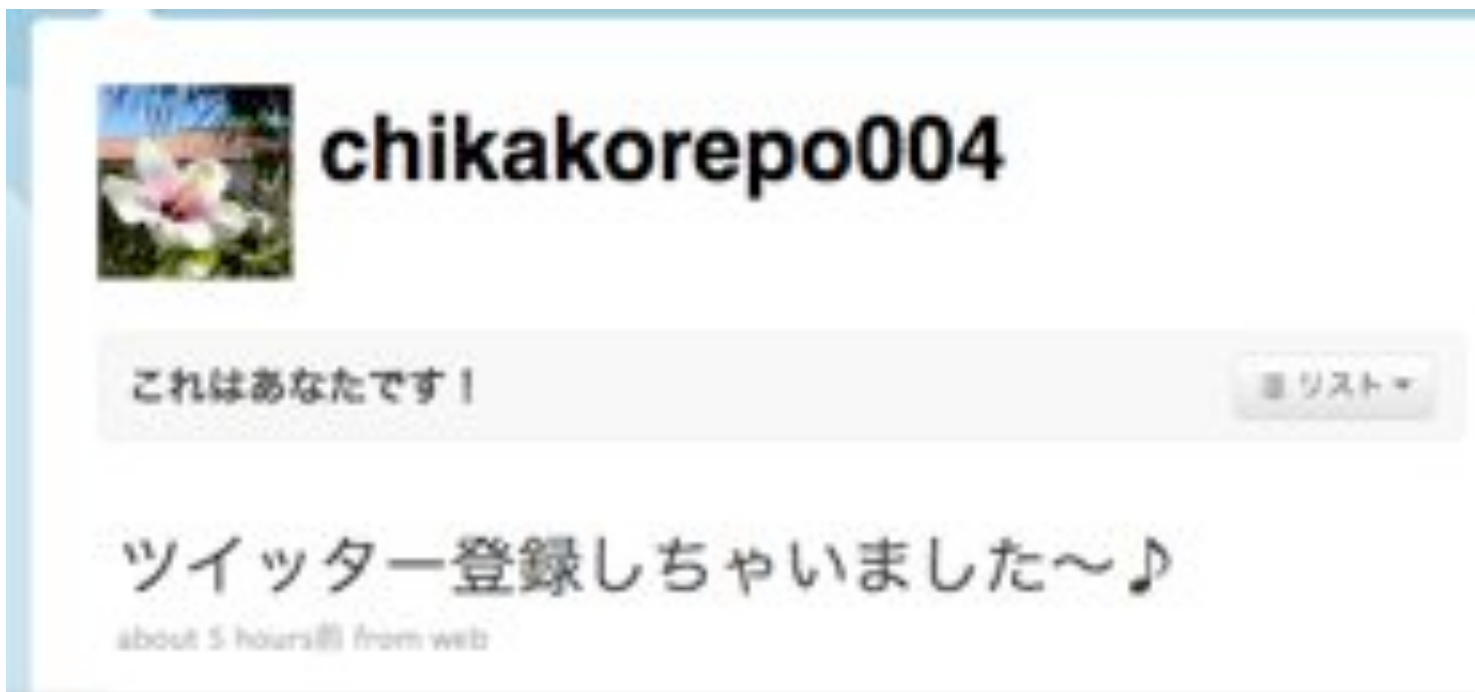 chikakorepo004
これはあなたです！
リスト
ツイッター登録しちゃいました〜♪
about 5 hours前 from web